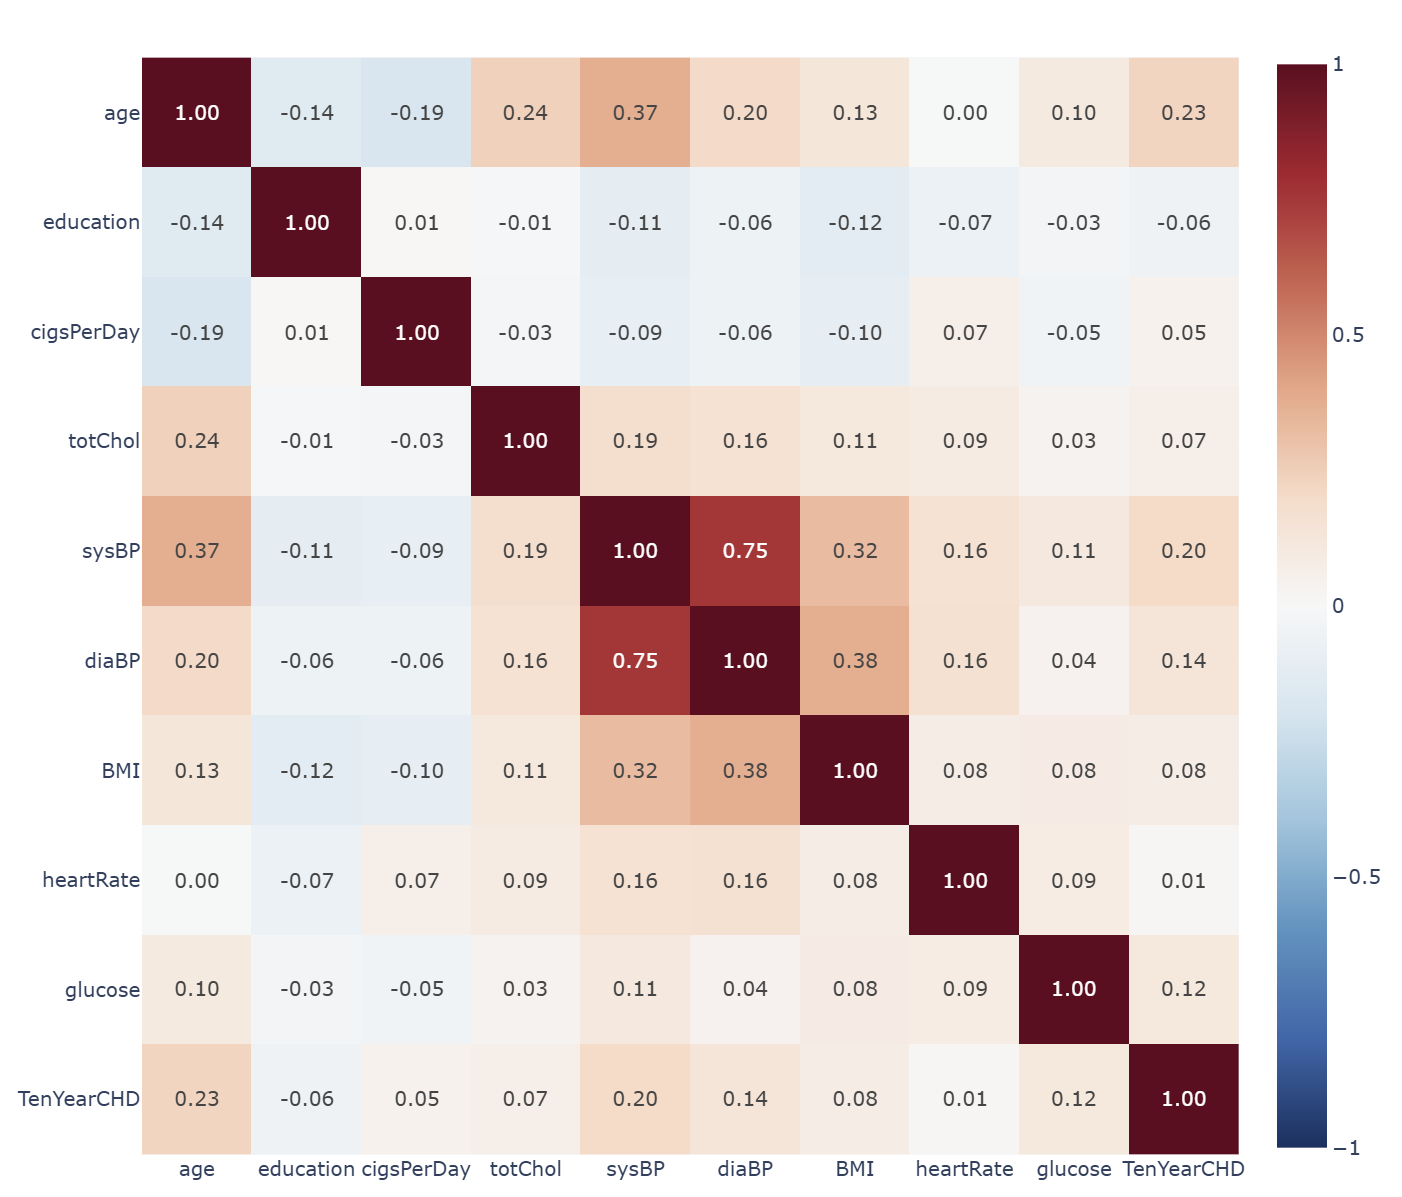 age 1.00 -0.14 -0.19 0.24 0.37 0.20 0.13 0.00 0.10 0.23
education -0.14 1.00 0.01 -0.01 -0.11 -0.06 -0.12 -0.07 -0.03 -0.06
cigsPerDay -0.19 0.01 1.00 -0.03 -0.09 -0.06 -0.10 0.07 -0.05 0.05
totChol 0.24 -0.01 -0.03 1.00 0.19 0.16 0.11 0.09 0.03 0.07
sysBP 0.37 -0.11 -0.09 0.19 1.00 0.75 0.32 0.16 0.11 0.20
diaBP 0.20 -0.06 -0.06 0.16 0.75 1.00 0.38 0.16 0.04 0.14
BMI 0.13 -0.12 -0.10 0.11 0.32 0.38 1.00 0.08 0.08 0.08
heartRate 0.00 -0.07 0.07 0.09 0.16 0.16 0.08 1.00 0.09 0.01
glucose 0.10 -0.03 -0.05 0.03 0.11 0.04 0.08 0.09 1.00 0.12
TenYearCHD 0.23 -0.06 0.05 0.07 0.20 0.14 0.08 0.01 0.12 1.00
age education cigsPerDay totChol sysBP diaBP BMI heartRate glucose TenYearCHD
1
0.5
0
−0.5
−1